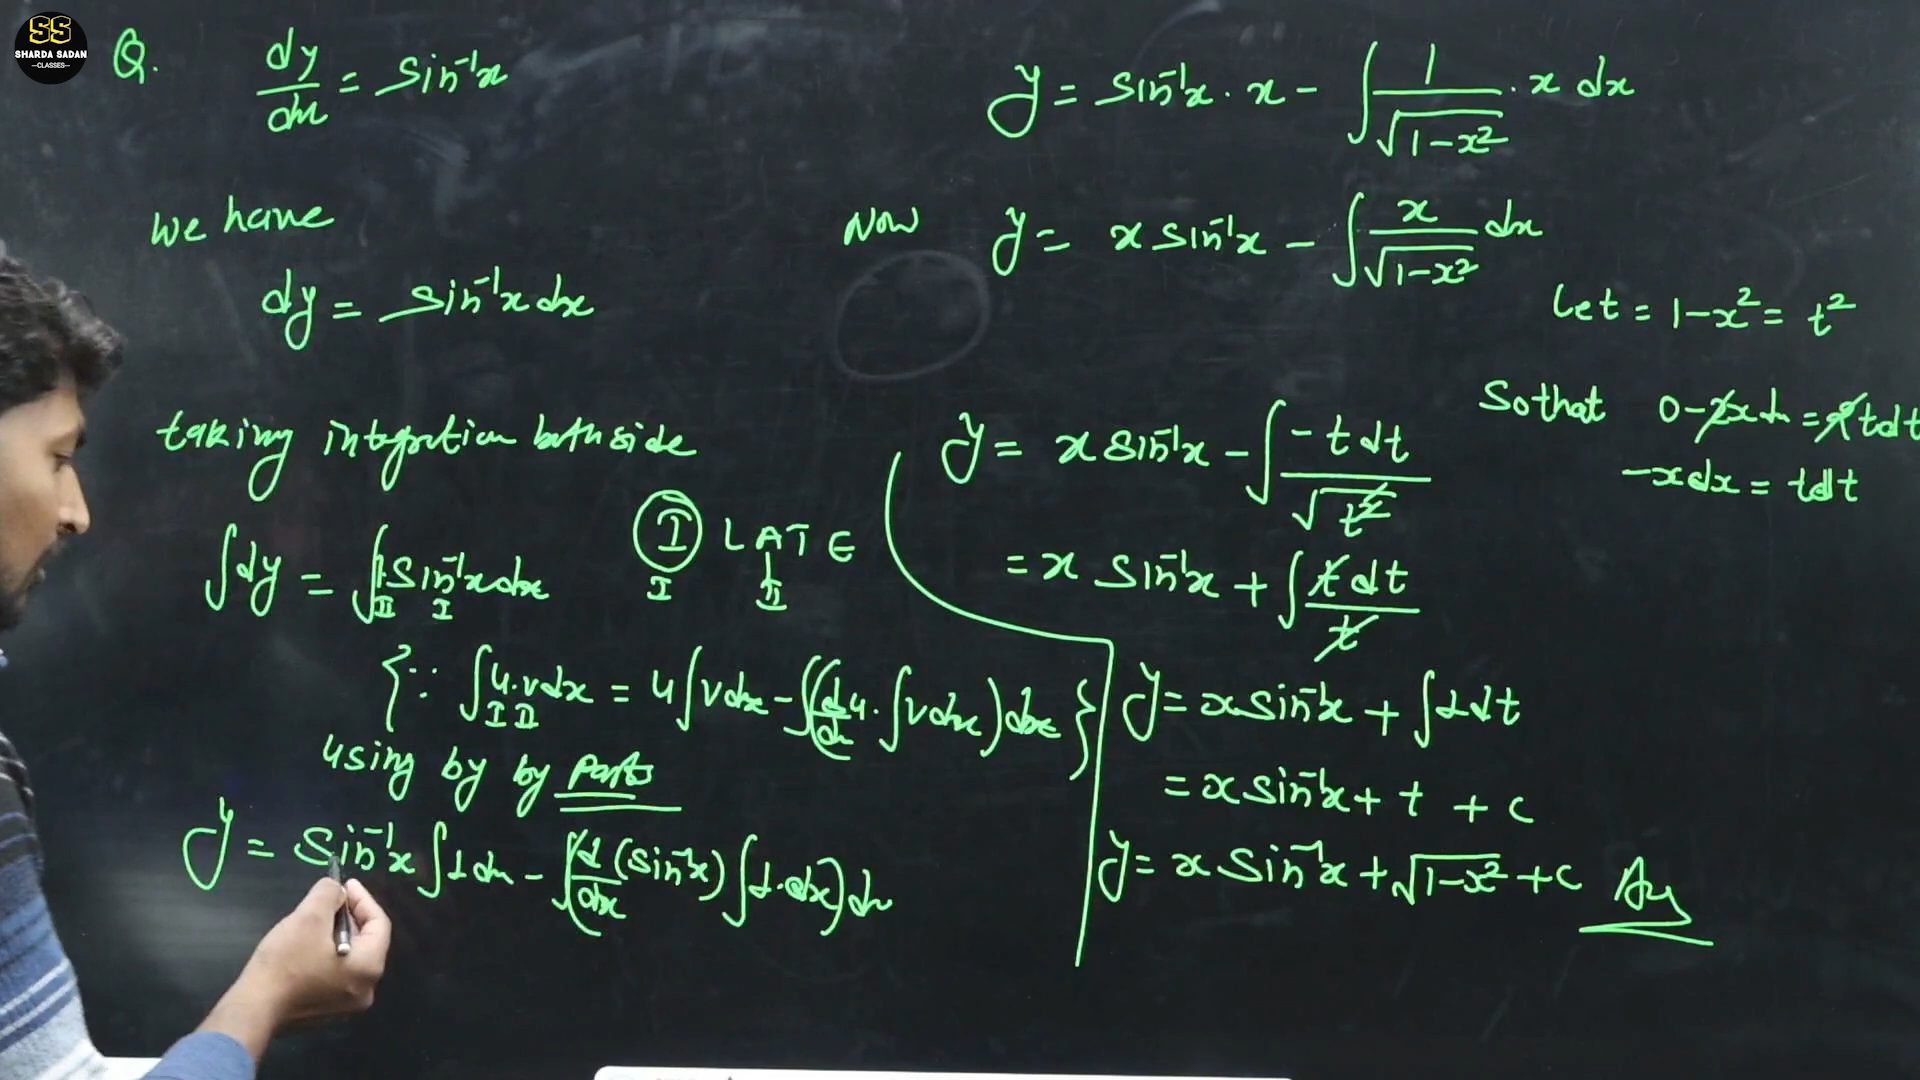 SS
SHARDA SADAN
—CLASSES—
Q. dy/dx = sin⁻¹x
we have
dy = sin⁻¹x dx
taking integration both side
∫dy = ∫1·sin⁻¹x dx
II I
I LATE
I II
{∵ ∫u·v dx = u∫v dx - ∫(d/dx u · ∫v dx) dx}
I II
using by by Parts
y = sin⁻¹x ∫1 dx - ∫(d/dx (sin⁻¹x) ∫1·dx) dx
y = sin⁻¹x · x - ∫ 1/√(1-x²) · x dx
Now y = x sin⁻¹x - ∫ x/√(1-x²) dx
let = 1-x² = t²
So that 0-2x dx = 2t dt
-x dx = t dt
y = x sin⁻¹x - ∫ -t dt/√t²
= x sin⁻¹x + ∫ t dt/t
y = x sin⁻¹x + ∫1 dt
= x sin⁻¹x + t + c
y = x sin⁻¹x + √(1-x²) + c Ans